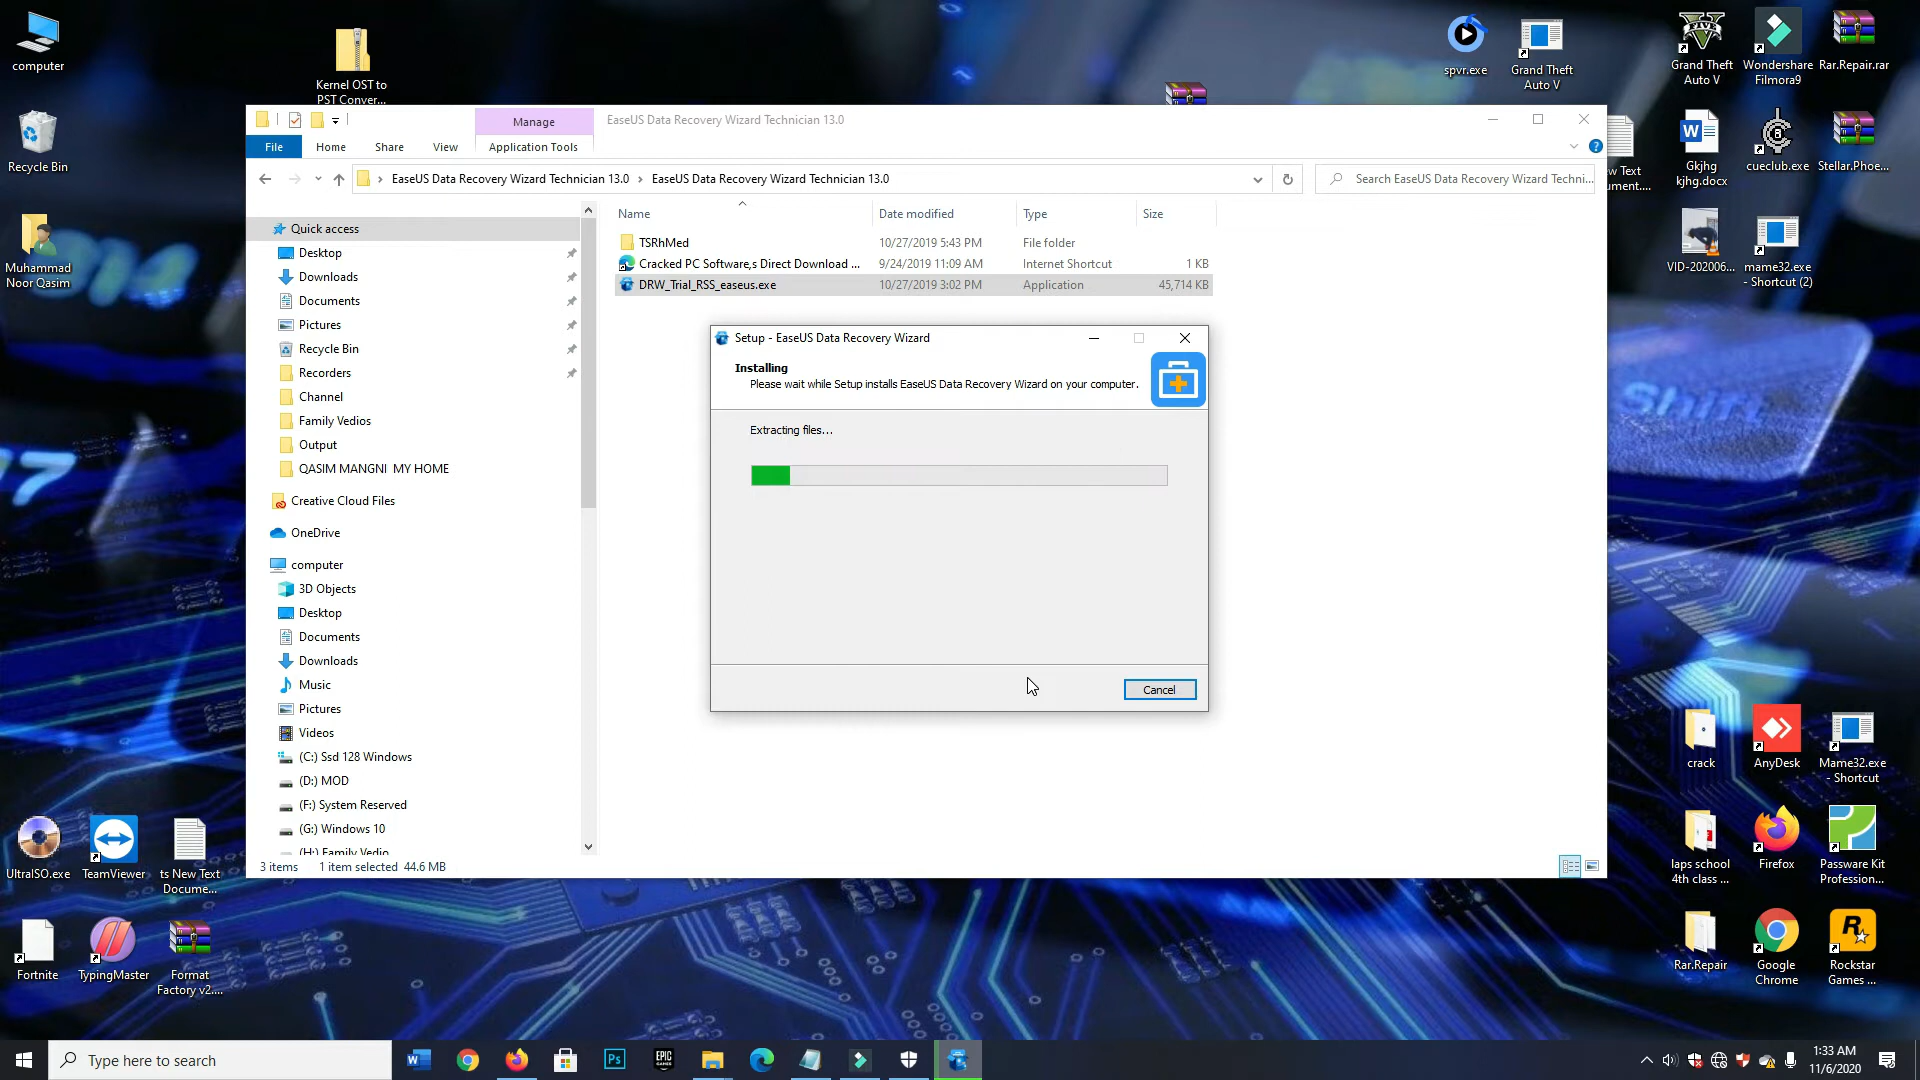 computer
Kernel OST to
PST Conver...
spvr.exe
Grand Theft
Auto V
Grand Theft
Auto V
Wondershare
Filmora9
Rar.Repair.rar
Recycle Bin
Muhammad
Noor Qasim
Gkjhg
kjhg.docx
cueclub.exe
Stellar.Phoe...
VID-202006...
mame32.exe
- Shortcut (2)
Manage
EaseUS Data Recovery Wizard Technician 13.0
File
Home
Share
View
Application Tools
EaseUS Data Recovery Wizard Technician 13.0 › EaseUS Data Recovery Wizard Technician 13.0
Search EaseUS Data Recovery Wizard Techni...
Name
Date modified
Type
Size
TSRhMed 10/27/2019 5:43 PM File folder
Cracked PC Software,s Direct Download ... 9/24/2019 11:09 AM Internet Shortcut 1 KB
DRW_Trial_RSS_easeus.exe 10/27/2019 3:02 PM Application 45,714 KB
Quick access
Desktop
Downloads
Documents
Pictures
Recycle Bin
Recorders
Channel
Family Vedios
Output
QASIM MANGNI MY HOME
Creative Cloud Files
OneDrive
computer
3D Objects
Desktop
Documents
Downloads
Music
Pictures
Videos
(C:) Ssd 128 Windows
(D:) MOD
(F:) System Reserved
(G:) Windows 10
(H:) Family Vedio
3 items 1 item selected 44.6 MB
Setup - EaseUS Data Recovery Wizard
Installing
Please wait while Setup installs EaseUS Data Recovery Wizard on your computer.
Extracting files...
Cancel
crack
AnyDesk
Mame32.exe
- Shortcut
UltraISO.exe
TeamViewer
ts New Text
Docume...
laps school
4th class ...
Firefox
Passware Kit
Profession...
Fortnite
TypingMaster
Format
Factory v2....
Rar.Repair
Google
Chrome
Rockstar
Games ...
Type here to search
1:33 AM
11/6/2020